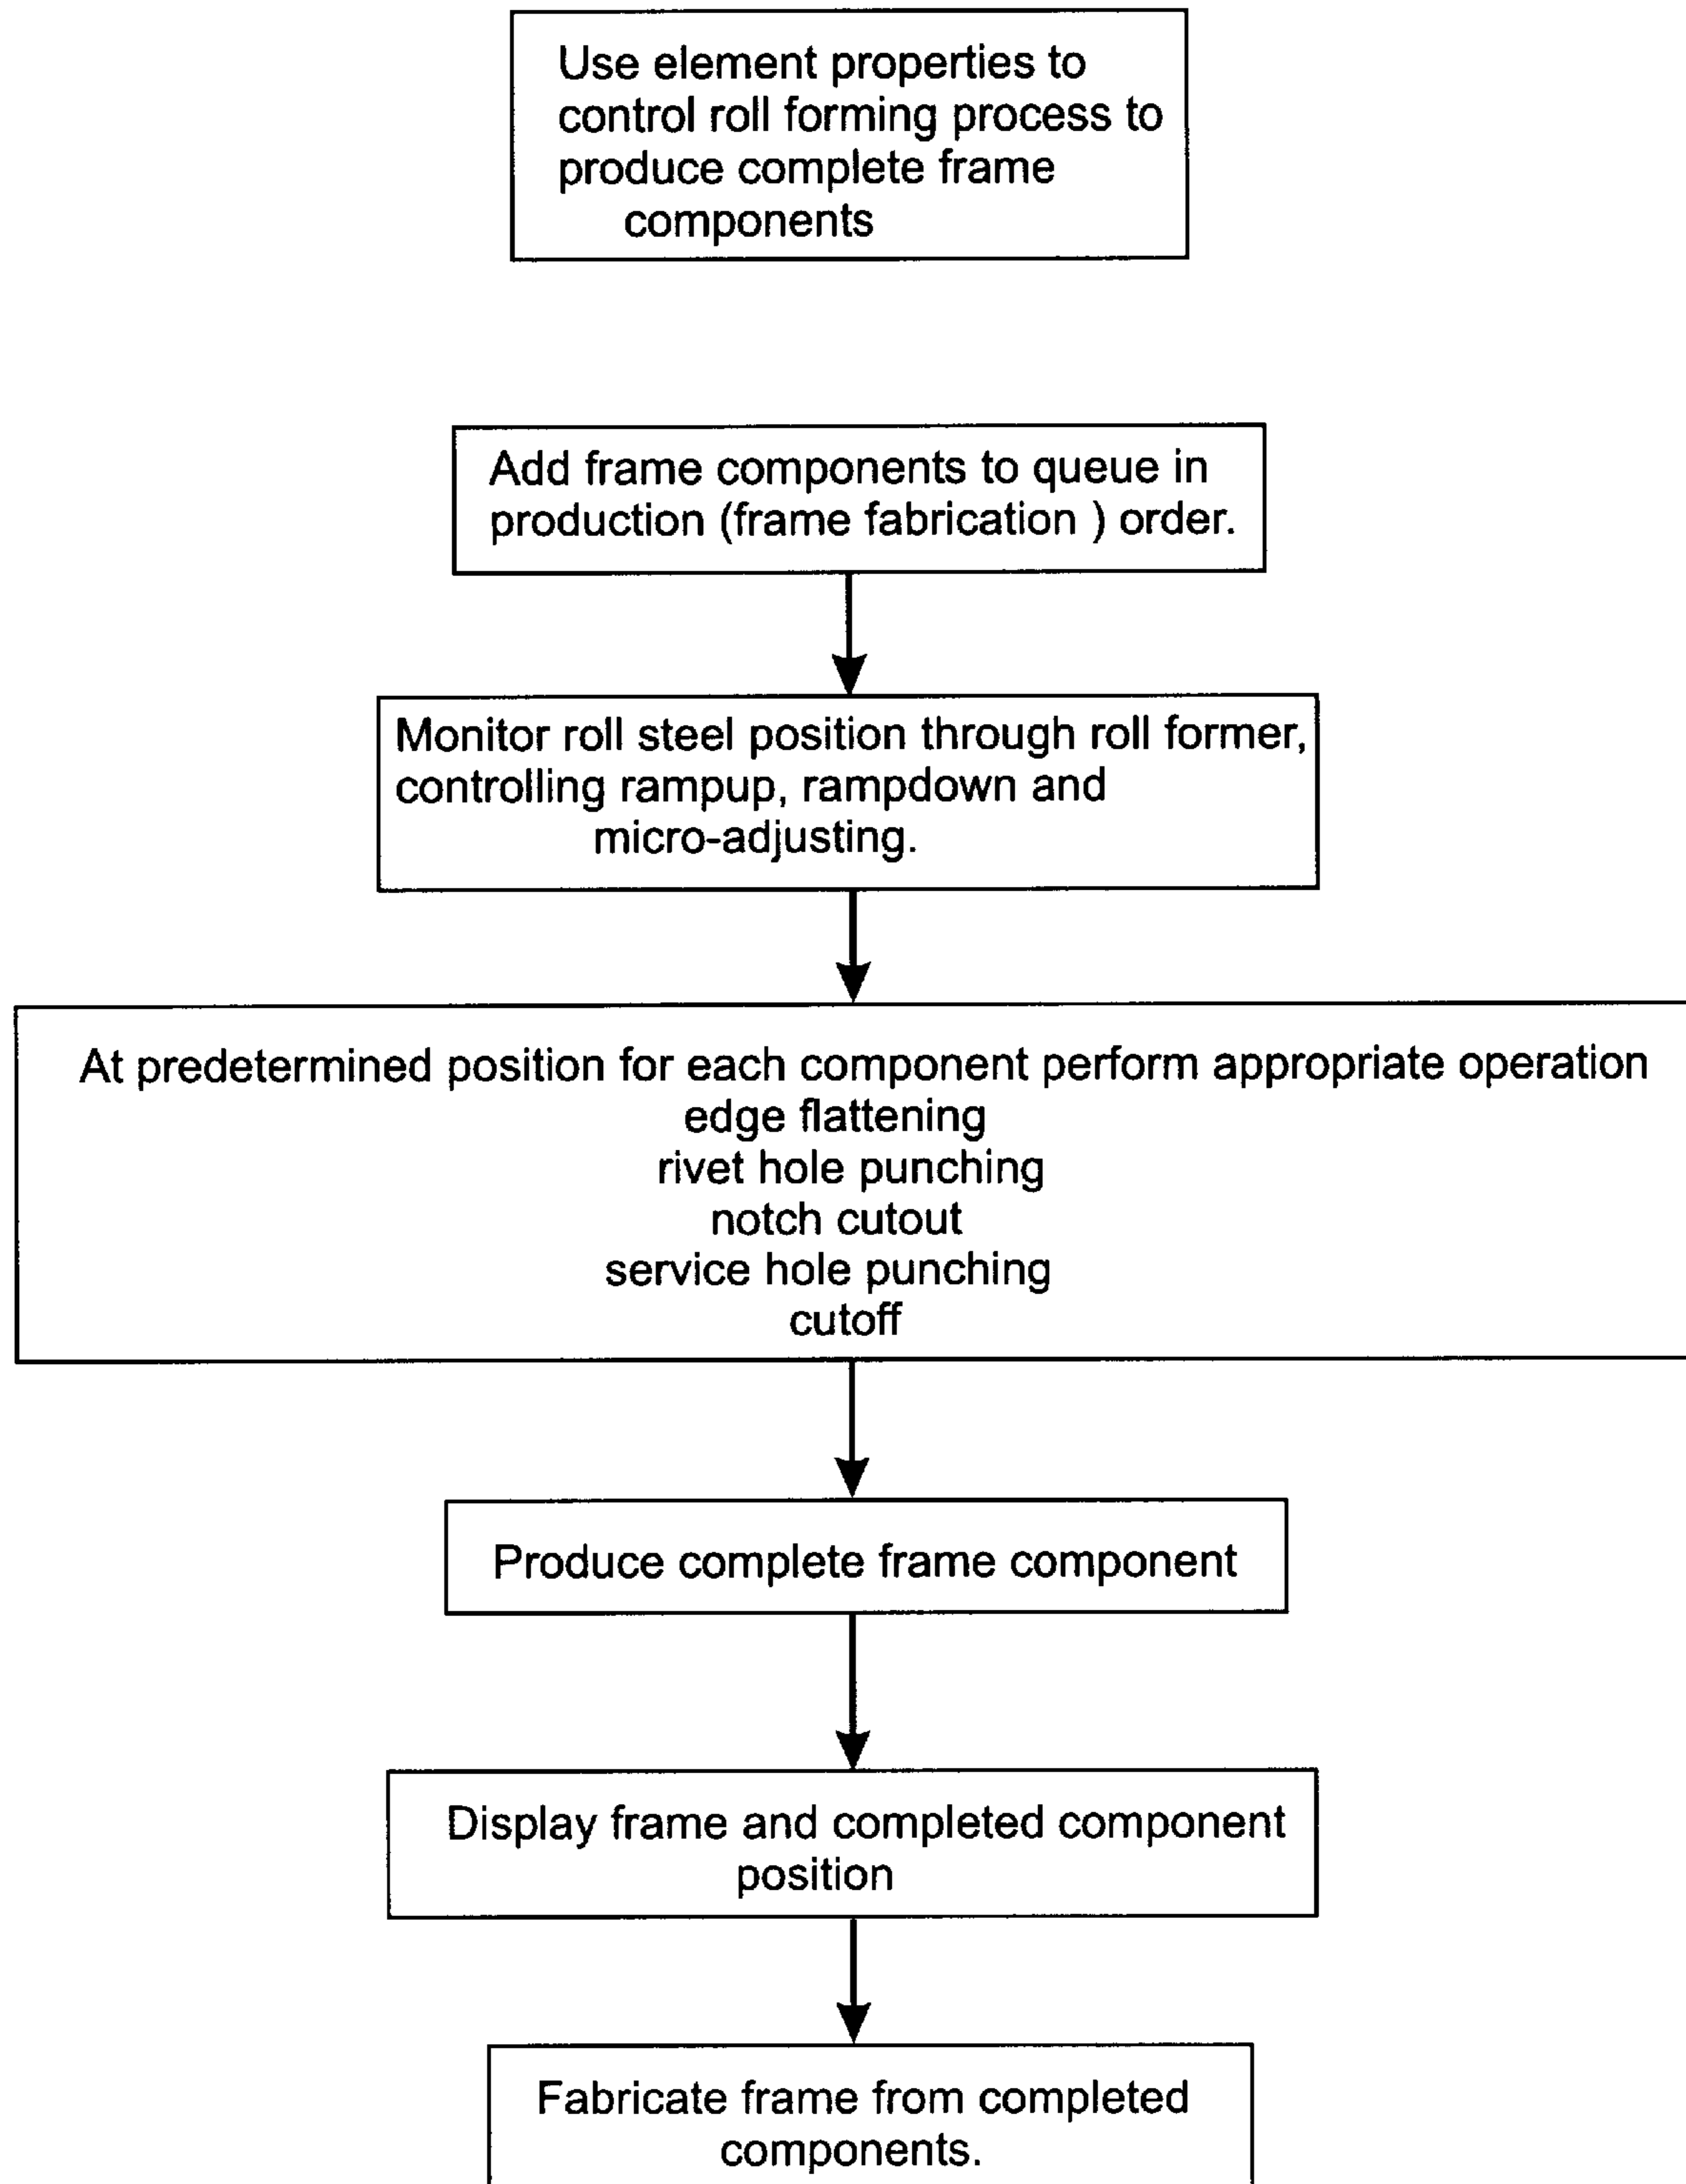 Use element properties to
control roll forming process to
produce complete frame
components
Add frame components to queue in
production (frame fabrication ) order.
Monitor roll steel position through roll former,
controlling rampup, rampdown and
micro-adjusting.
At predetermined position for each component perform appropriate operation
edge flattening
rivet hole punching
notch cutout
service hole punching
cutoff
Produce complete frame component
Display frame and completed component
position
Fabricate frame from completed
components.